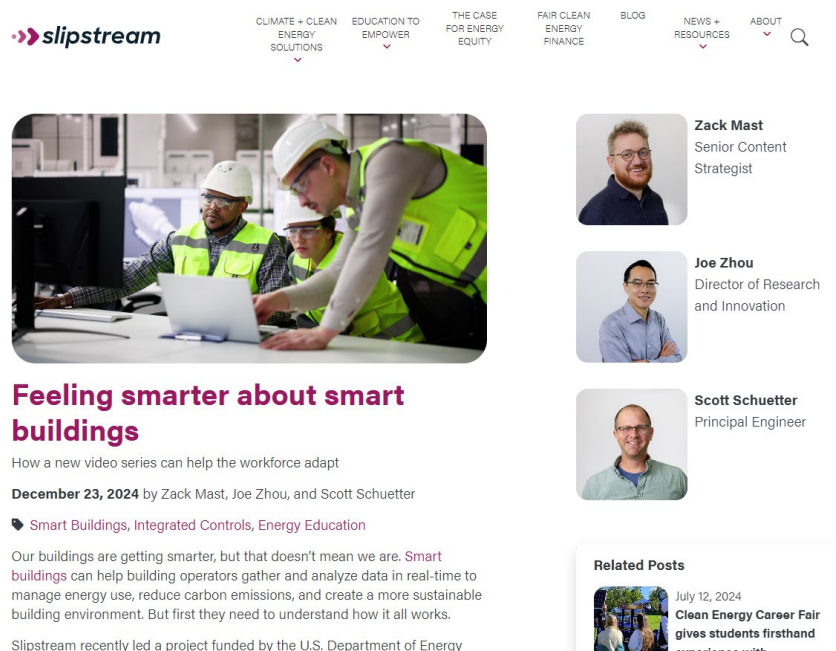 slipstream
CLIMATE + CLEAN
ENERGY
SOLUTIONS
EDUCATION TO
EMPOWER
THE CASE
FOR ENERGY
EQUITY
FAIR CLEAN
ENERGY
FINANCE
BLOG
NEWS +
RESOURCES
ABOUT
Feeling smarter about smart
buildings
How a new video series can help the workforce adapt
December 23, 2024 by Zack Mast, Joe Zhou, and Scott Schuetter
Smart Buildings, Integrated Controls, Energy Education
Our buildings are getting smarter, but that doesn’t mean we are. Smart
buildings can help building operators gather and analyze data in real-time to
manage energy use, reduce carbon emissions, and create a more sustainable
building environment. But first they need to understand how it all works.
Slipstream recently led a project funded by the U.S. Department of Energy
Zack Mast
Senior Content
Strategist
Joe Zhou
Director of Research
and Innovation
Scott Schuetter
Principal Engineer
Related Posts
July 12, 2024
Clean Energy Career Fair
gives students firsthand
experience with